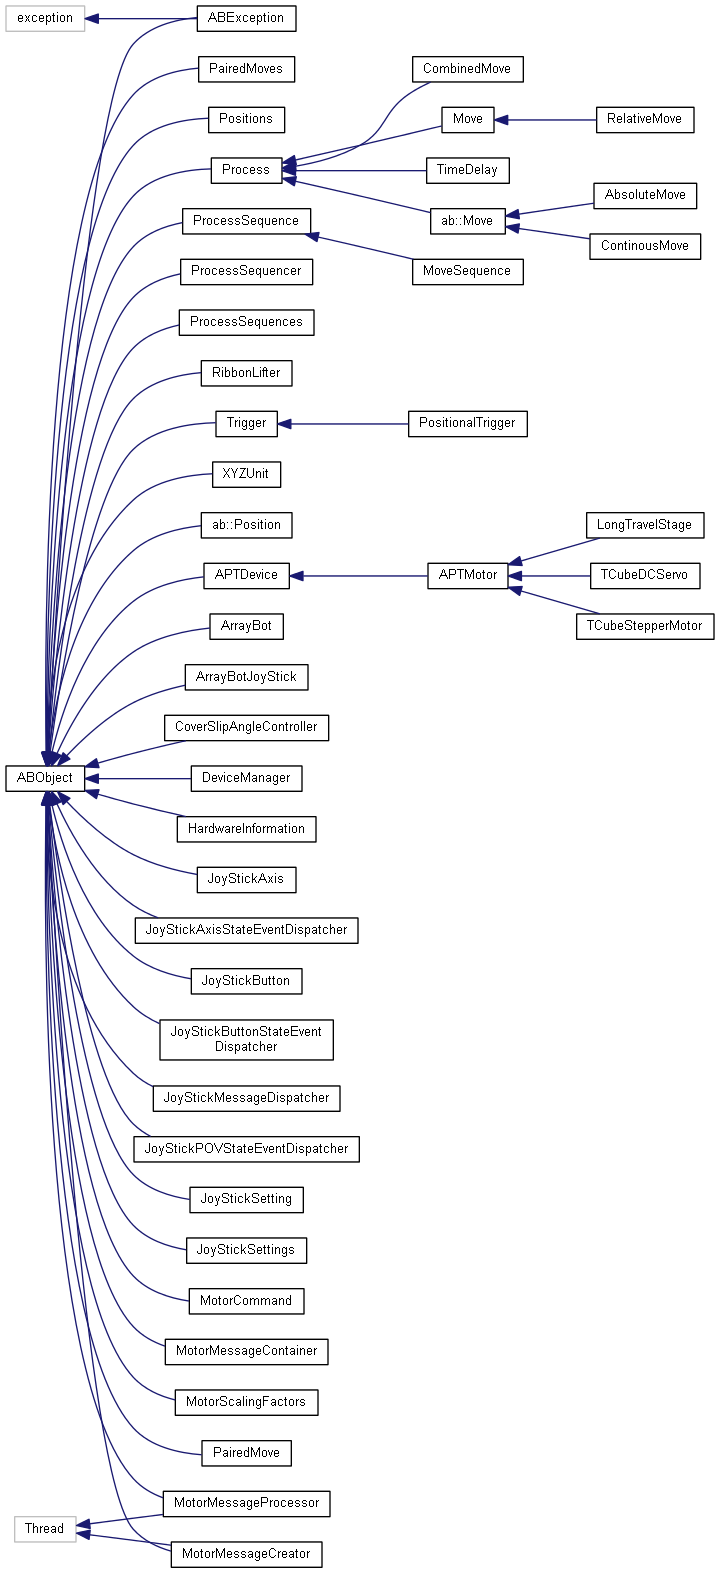 exception
ABException
PairedMoves
CombinedMove
Positions
Move
RelativeMove
Process
TimeDelay
AbsoluteMove
ProcessSequence
ab::Move
ContinousMove
ProcessSequencer
MoveSequence
ProcessSequences
RibbonLifter
Trigger
PositionalTrigger
XYZUnit
ab::Position
LongTravelStage
APTDevice
APTMotor
TCubeDCServo
ArrayBot
TCubeStepperMotor
ArrayBotJoyStick
CoverSlipAngleController
ABObject
DeviceManager
HardwareInformation
JoyStickAxis
JoyStickAxisStateEventDispatcher
JoyStickButton
JoyStickButtonStateEvent
Dispatcher
JoyStickMessageDispatcher
JoyStickPOVStateEventDispatcher
JoyStickSetting
JoyStickSettings
MotorCommand
MotorMessageContainer
MotorScalingFactors
PairedMove
MotorMessageProcessor
Thread
MotorMessageCreator